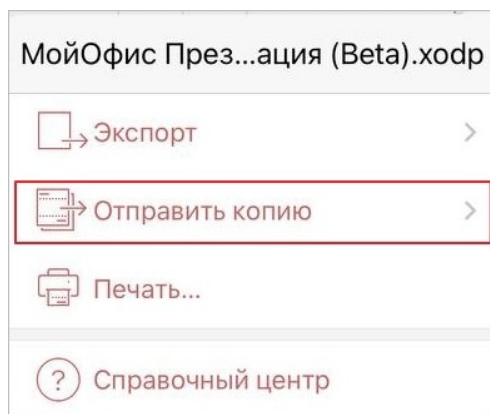 МойОфис През...ация (Beta).xodp
Экспорт
Отправить копию
Печать...
?
Справочный центр